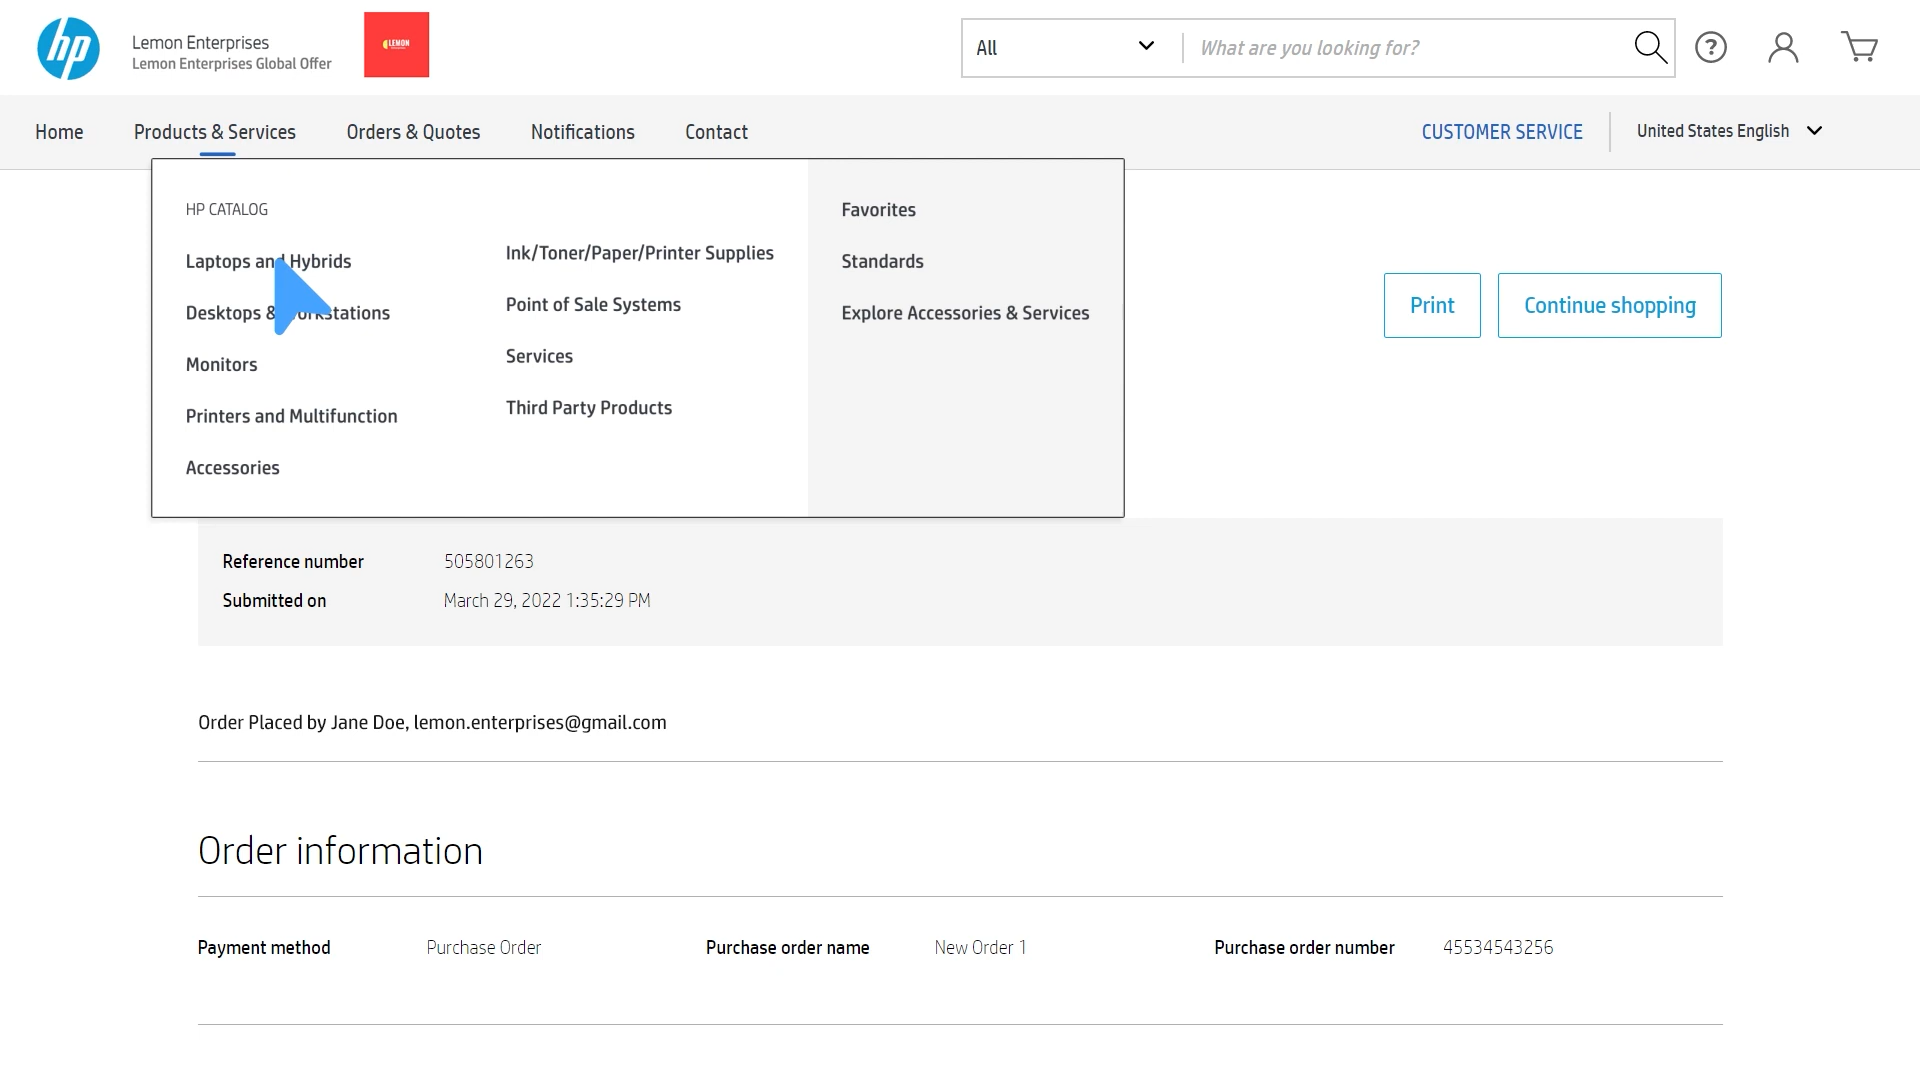 hp
Lemon Enterprises
Lemon Enterprises Global Offer
LEMON
All
What are you looking for?
Home
Products & Services
Orders & Quotes
Notifications
Contact
CUSTOMER SERVICE
United States English
HP CATALOG
Laptops and Hybrids
Desktops & Workstations
Monitors
Printers and Multifunction
Accessories
Ink/Toner/Paper/Printer Supplies
Point of Sale Systems
Services
Third Party Products
Favorites
Standards
Explore Accessories & Services
Print
Continue shopping
Reference number 505801263
Submitted on March 29, 2022 1:35:29 PM
Order Placed by Jane Doe, lemon.enterprises@gmail.com
Order information
Payment method Purchase Order Purchase order name New Order 1 Purchase order number 45534543256